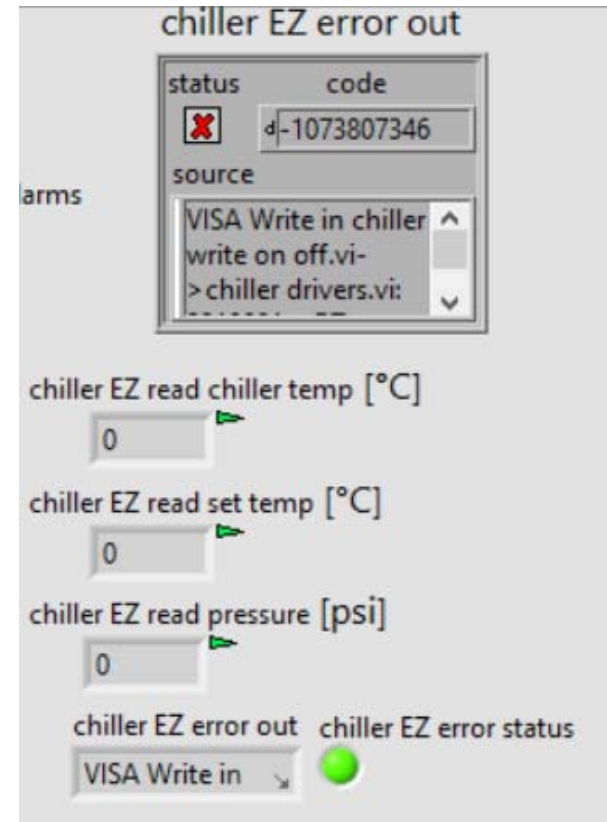 chiller EZ error out
status code
d -1073807346
source
larms
VISA Write in chiller
write on off.vi-
>chiller drivers.vi:
chiller EZ read chiller temp [°C]
0
chiller EZ read set temp [°C]
0
chiller EZ read pressure [psi]
0
chiller EZ error out chiller EZ error status
VISA Write in